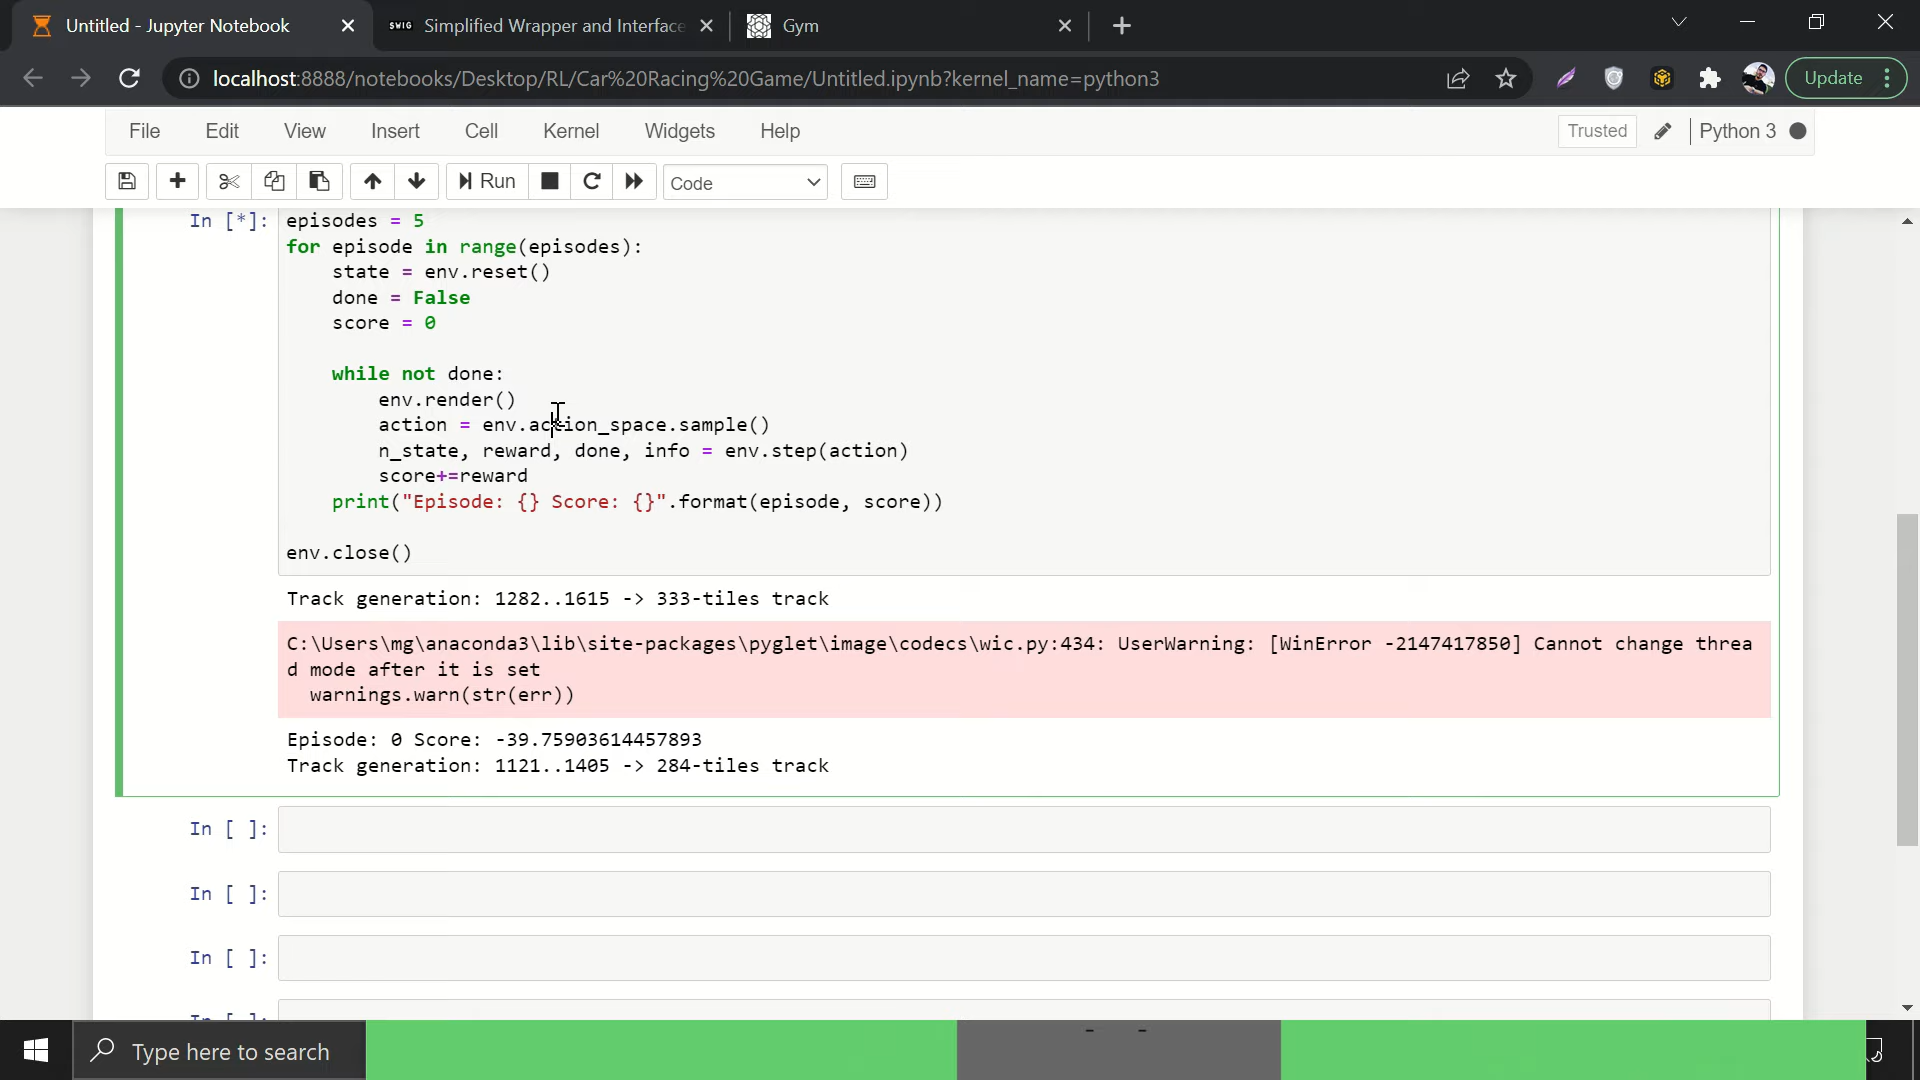 Untitled - Jupyter Notebook
SWIG Simplified Wrapper and Interface
Gym
localhost:8888/notebooks/Desktop/RL/Car%20Racing%20Game/Untitled.ipynb?kernel_name=python3
Update
File Edit View Insert Cell Kernel Widgets Help
Trusted
Python 3
Run
Code
In [*]:
episodes = 5
for episode in range(episodes):
    state = env.reset()
    done = False
    score = 0
    while not done:
        env.render()
        action = env.action_space.sample()
        n_state, reward, done, info = env.step(action)
        score+=reward
    print("Episode: {} Score: {}".format(episode, score))
env.close()
Track generation: 1282..1615 -> 333-tiles track
C:\Users\mg\anaconda3\lib\site-packages\pyglet\image\codecs\wic.py:434: UserWarning: [WinError -2147417850] Cannot change threa
d mode after it is set
  warnings.warn(str(err))
Episode: 0 Score: -39.75903614457893
Track generation: 1121..1405 -> 284-tiles track
In [ ]:
In [ ]:
In [ ]:
In [ ]:
Type here to search